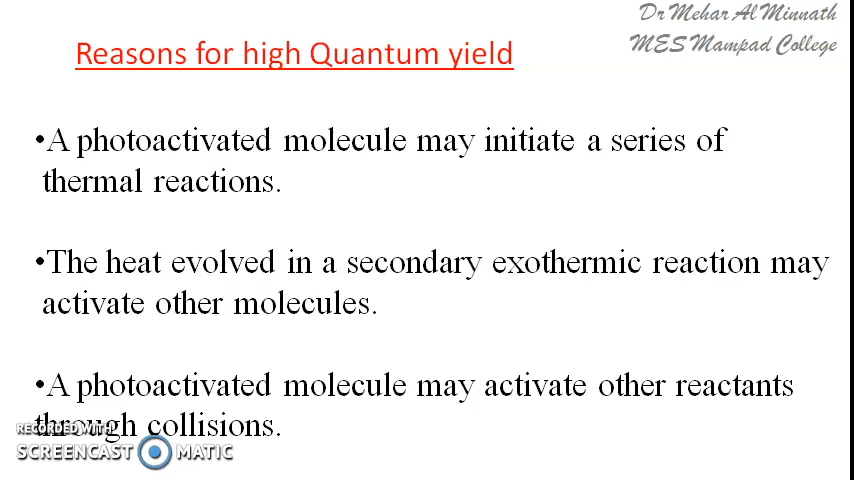 Dr Mehar Al Minnath
MES Mampad College
Reasons for high Quantum yield
•A photoactivated molecule may initiate a series of
thermal reactions.
•The heat evolved in a secondary exothermic reaction may
activate other molecules.
•A photoactivated molecule may activate other reactants
through collisions.
RECORDED WITH
SCREENCAST MATIC